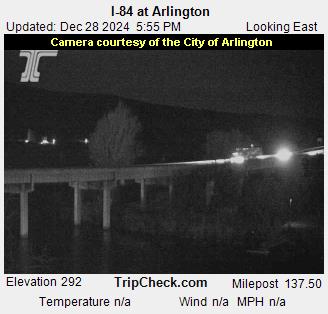 I-84 at Arlington
Updated: Dec 28 2024 5:55 PM Looking East
Camera courtesy of the City of Arlington
Elevation 292 TripCheck.com Milepost 137.50
Temperature n/a Wind n/a MPH n/a